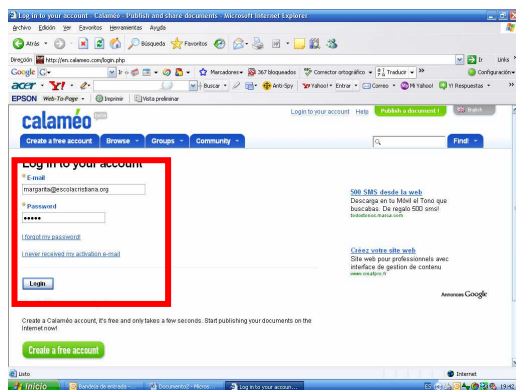 Log in to your account - Calaméo - Publish and share documents - Microsoft Internet Explorer
Archivo Edición Ver Favoritos Herramientas Ayuda
Atrás Búsqueda Favoritos
Dirección http://en.calameo.com/login.php Ir Links
Google Ir Marcadores 367 bloqueados Corrector ortográfico Traducir Configuración
acer Y! Buscar Anti-Spy Yahoo! Entrar Correo Mi Yahoo! Y! Respuestas
EPSON Web-To-Page Imprimir Vista preliminar
calaméo Login to your account Help Publish a document ! English
Create a free account Browse Groups Community Find!
Log in to your account
* E-mail
margarita@escolacristiana.org
* Password
•••••
I forgot my password!
I never received my activation e-mail
Login
500 SMS desde la web
Descarga en tu Móvil el Tono que
buscabas. De regalo 500 sms!
Créez votre site web
Site web pour professionnels avec
interface de gestion de contenu
Annonces Google
Create a Calaméo account, it's free and only takes a few seconds. Start publishing your documents on the
Internet now!
Create a free account
Listo Internet
Inicio Bandeja de entrada - ... Documento2 - Micros... Log in to your accoun... ES 19:42